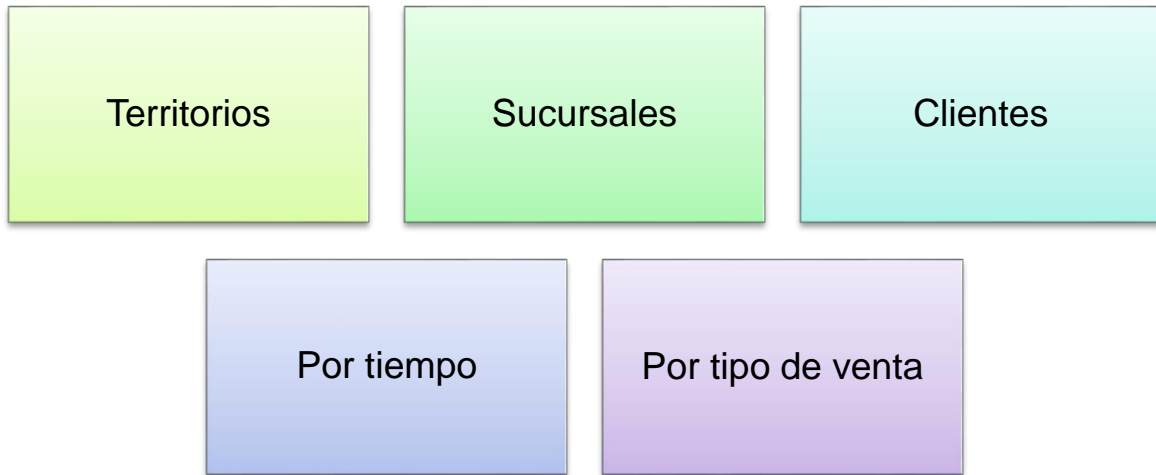 Territorios
Sucursales
Clientes
Por tiempo
Por tipo de venta